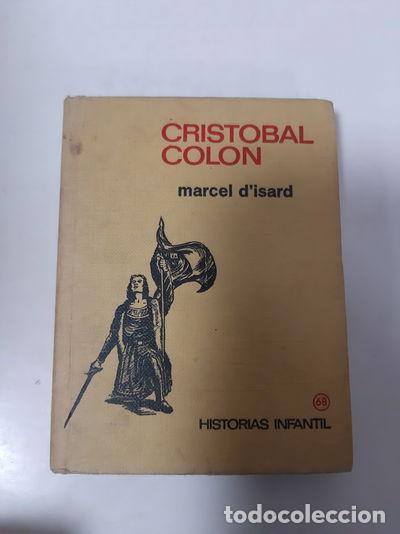 CRISTOBAL
COLON
marcel d'isard
68
HISTORIAS INFANTIL
todocoleccion